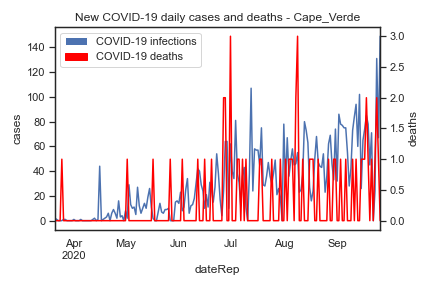 New COVID-19 daily cases and deaths - Cape_Verde
COVID-19 infections
COVID-19 deaths
cases
140
120
100
80
60
40
20
0
deaths
3.0
2.5
2.0
1.5
1.0
0.5
0.0
Apr May Jun Jul Aug Sep
2020
dateRep